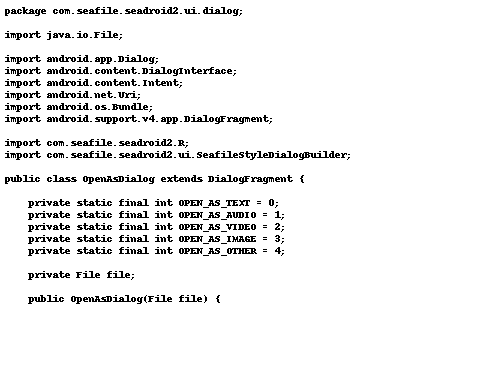 package com.seafile.seadroid2.ui.dialog;

import java.io.File;

import android.app.Dialog;
import android.content.DialogInterface;
import android.content.Intent;
import android.net.Uri;
import android.os.Bundle;
import android.support.v4.app.DialogFragment;

import com.seafile.seadroid2.R;
import com.seafile.seadroid2.ui.SeafileStyleDialogBuilder;

public class OpenAsDialog extends DialogFragment {

    private static final int OPEN_AS_TEXT = 0;
    private static final int OPEN_AS_AUDIO = 1;
    private static final int OPEN_AS_VIDEO = 2;
    private static final int OPEN_AS_IMAGE = 3;
    private static final int OPEN_AS_OTHER = 4;

    private File file;

    public OpenAsDialog(File file) {